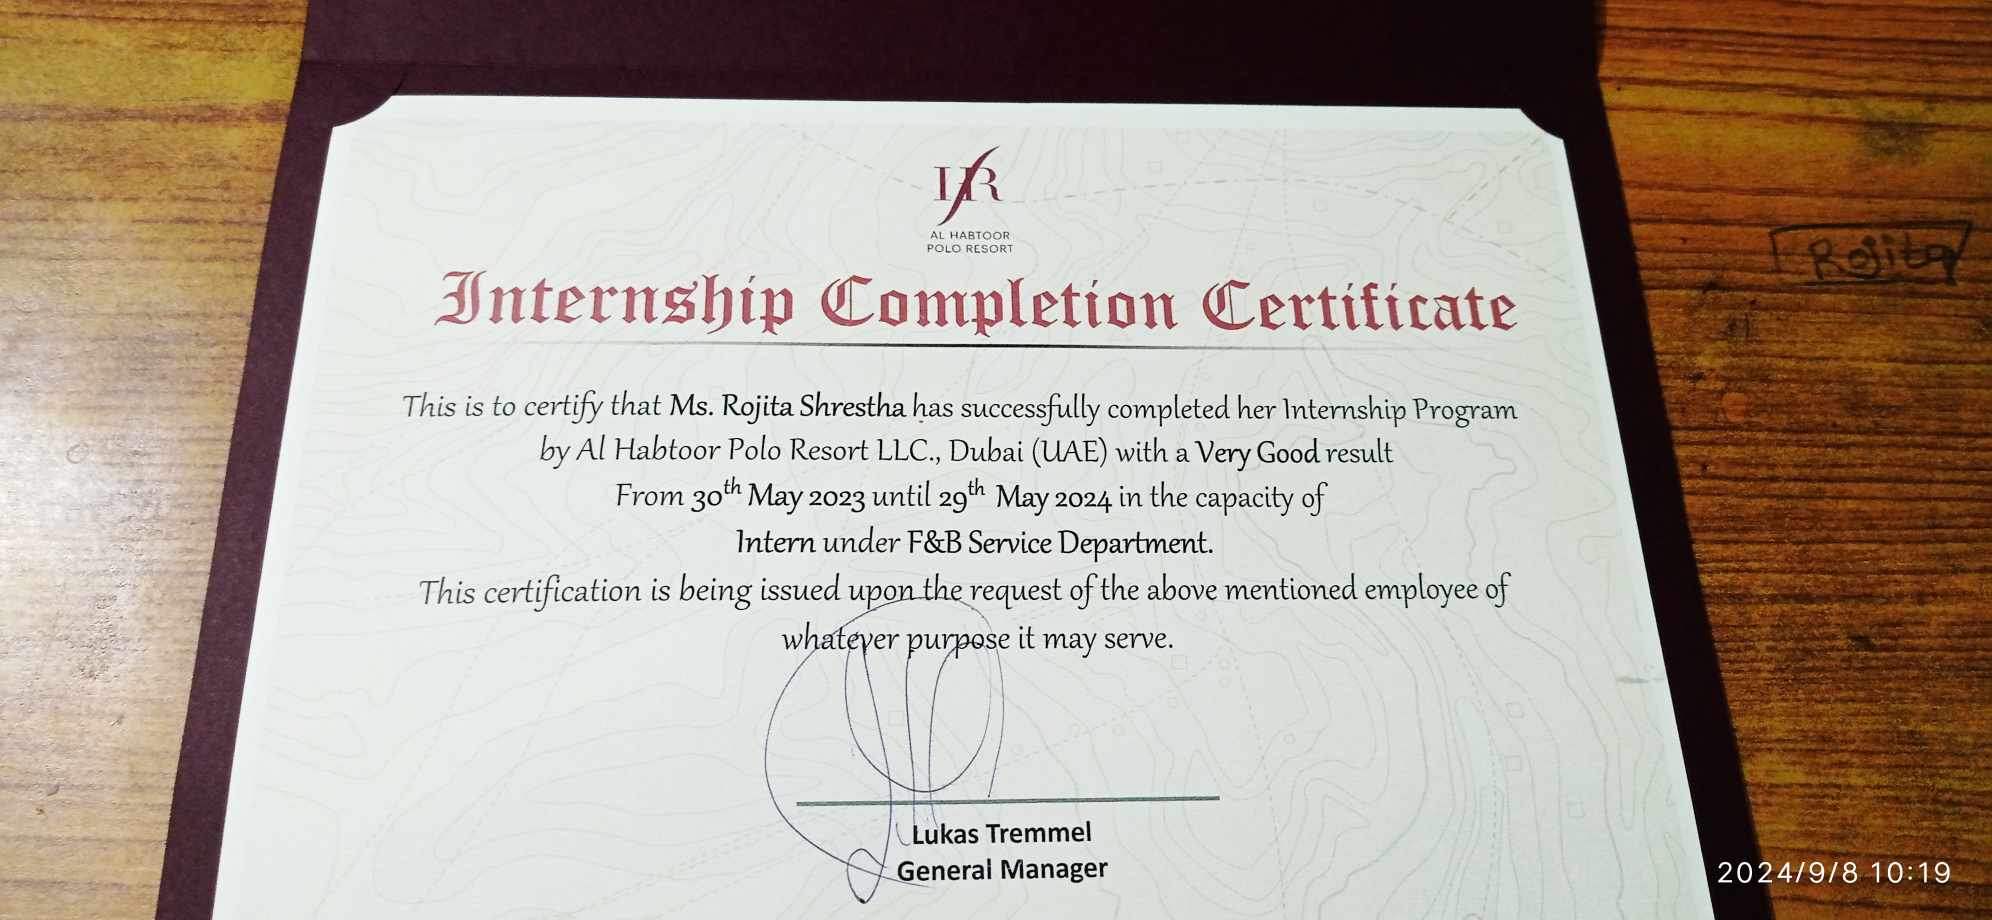 HR
AL HABTOOR
POLO RESORT
Internship Completion Certificate
Rojita
This is to certify that Ms. Rojita Shrestha has successfully completed her Internship Program
by Al Habtoor Polo Resort LLC., Dubai (UAE) with a Very Good result
From 30th May 2023 until 29th May 2024 in the capacity of
Intern under F&B Service Department.
This certification is being issued upon the request of the above mentioned employee of
whatever purpose it may serve.
Lukas Tremmel
General Manager
2024/9/8 10:19